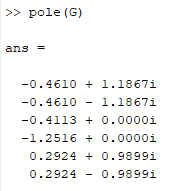 >> pole(G)
ans =
-0.4610 + 1.1867i
-0.4610 - 1.1867i
-0.4113 + 0.0000i
-1.2516 + 0.0000i
0.2924 + 0.9899i
0.2924 - 0.9899i